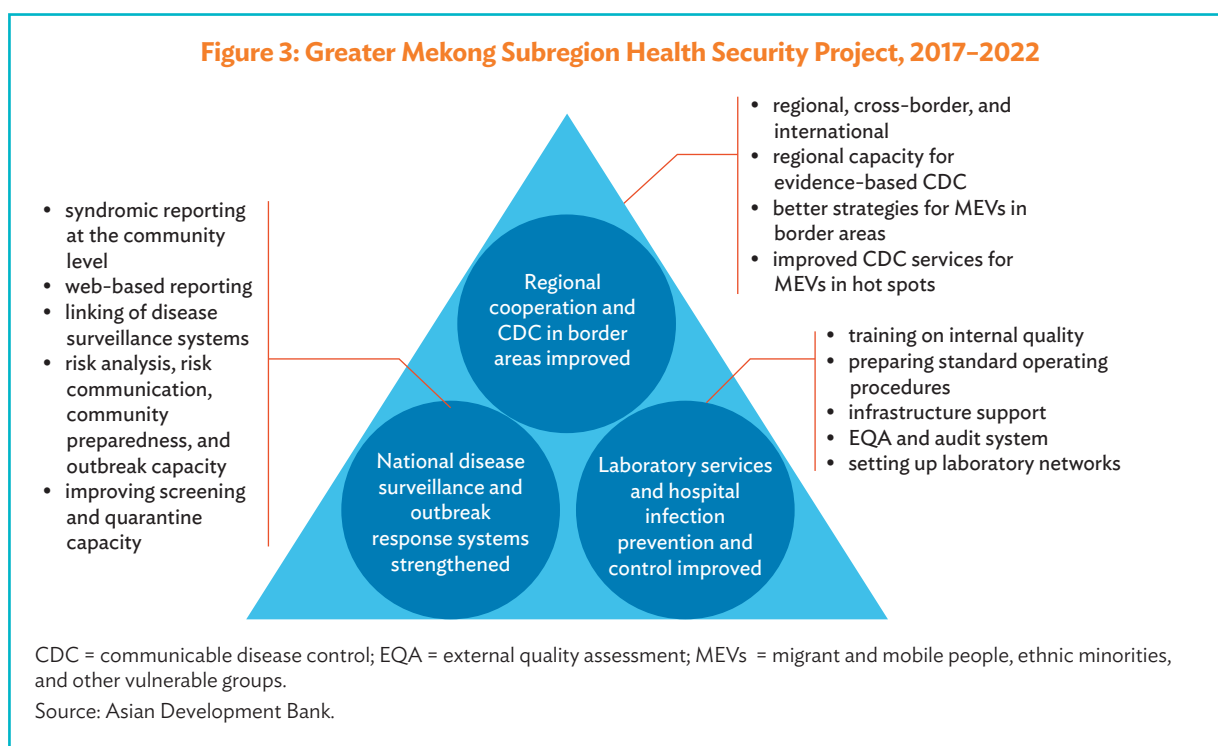 Figure 3: Greater Mekong Subregion Health Security Project, 2017–2022
• regional, cross-border, and
international
• regional capacity for
evidence-based CDC
• better strategies for MEVs in
border areas
• improved CDC services for
MEVs in hot spots
• syndromic reporting
at the community
level
• web-based reporting
• linking of disease
surveillance systems
• risk analysis, risk
communication,
community
preparedness, and
outbreak capacity
• improving screening
and quarantine
capacity
Regional
cooperation and
CDC in border
areas improved
• training on internal quality
• preparing standard operating
procedures
• infrastructure support
• EQA and audit system
• setting up laboratory networks
National disease
surveillance and
outbreak
response systems
strengthened
Laboratory services
and hospital
infection
prevention and
control improved
CDC = communicable disease control; EQA = external quality assessment; MEVs = migrant and mobile people, ethnic minorities,
and other vulnerable groups.
Source: Asian Development Bank.